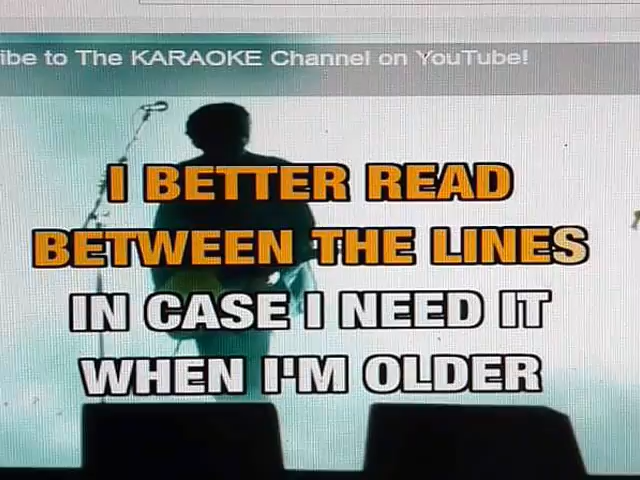 ibe to The KARAOKE Channel on YouTube!
I BETTER READ
BETWEEN THE LINES
IN CASE I NEED IT
WHEN I'M OLDER